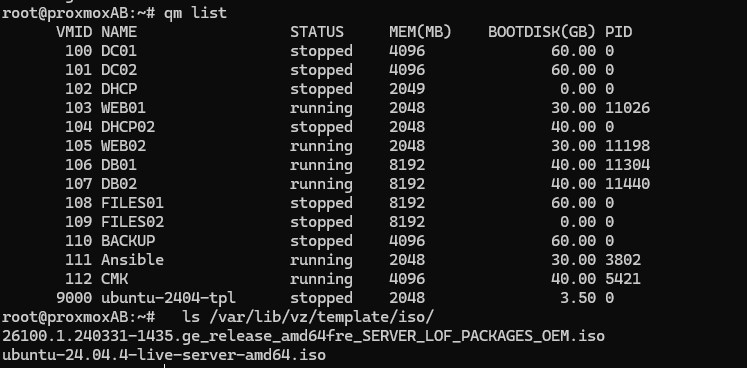 root@proxmoxAB:~# qm list
VMID NAME STATUS MEM(MB) BOOTDISK(GB) PID
100 DC01 stopped 4096 60.00 0
101 DC02 stopped 4096 60.00 0
102 DHCP stopped 2049 0.00 0
103 WEB01 running 2048 30.00 11026
104 DHCP02 stopped 2048 40.00 0
105 WEB02 running 2048 30.00 11198
106 DB01 running 8192 40.00 11304
107 DB02 running 8192 40.00 11440
108 FILES01 stopped 8192 60.00 0
109 FILES02 stopped 8192 0.00 0
110 BACKUP stopped 4096 60.00 0
111 Ansible running 2048 30.00 3802
112 CMK running 4096 40.00 5421
9000 ubuntu-2404-tpl stopped 2048 3.50 0
root@proxmoxAB:~# ls /var/lib/vz/template/iso/
26100.1.240331-1435.ge_release_amd64fre_SERVER_LOF_PACKAGES_OEM.iso
ubuntu-24.04.4-live-server-amd64.iso